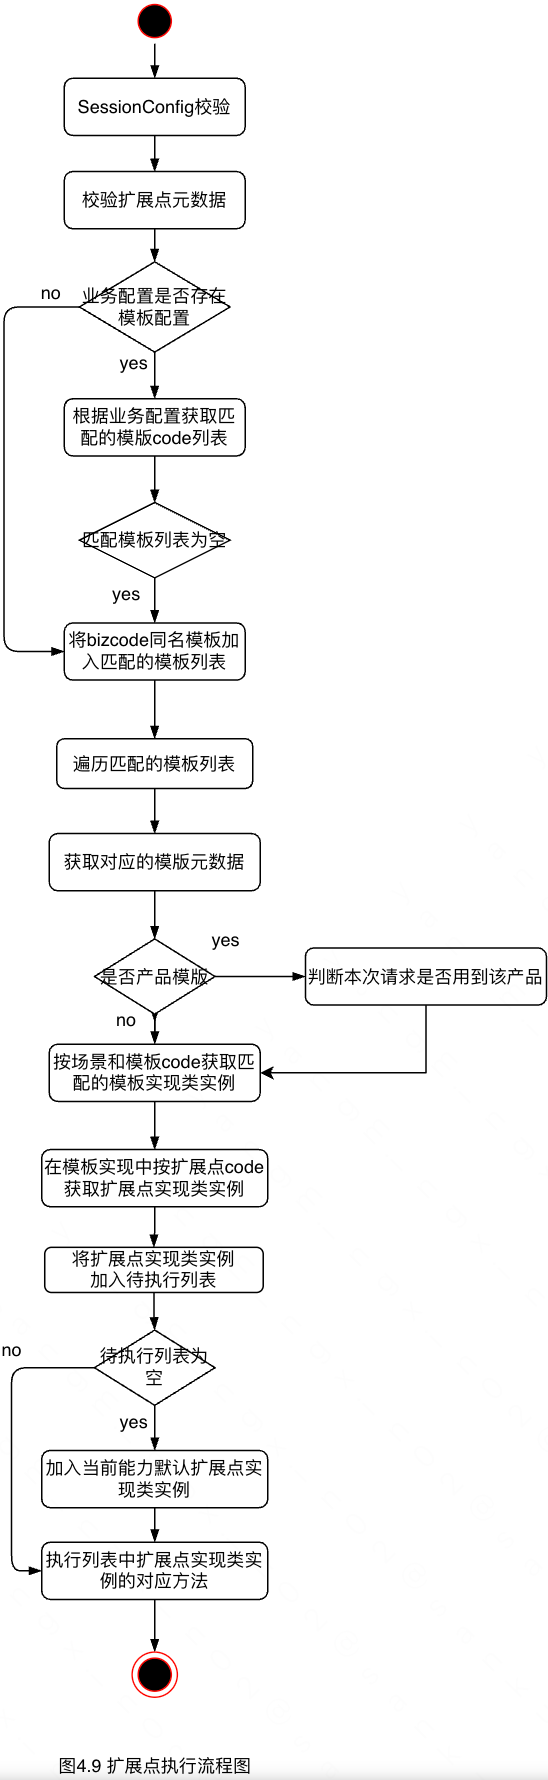 SessionConfig校验
校验扩展点元数据
业务配置是否存在
模板配置
no
yes
根据业务配置获取匹
配的模版code列表
匹配模板列表为空
yes
将bizcode同名模板加
入匹配的模板列表
遍历匹配的模板列表
获取对应的模版元数据
是否产品模版
yes
判断本次请求是否用到该产品
no
按场景和模板code获取匹
配的模板实现类实例
在模板实现中按扩展点code
获取扩展点实现类实例
将扩展点实现类实例
加入待执行列表
待执行列表为
空
no
yes
加入当前能力默认扩展点实
现类实例
执行列表中扩展点实现类实
例的对应方法
图4.9 扩展点执行流程图